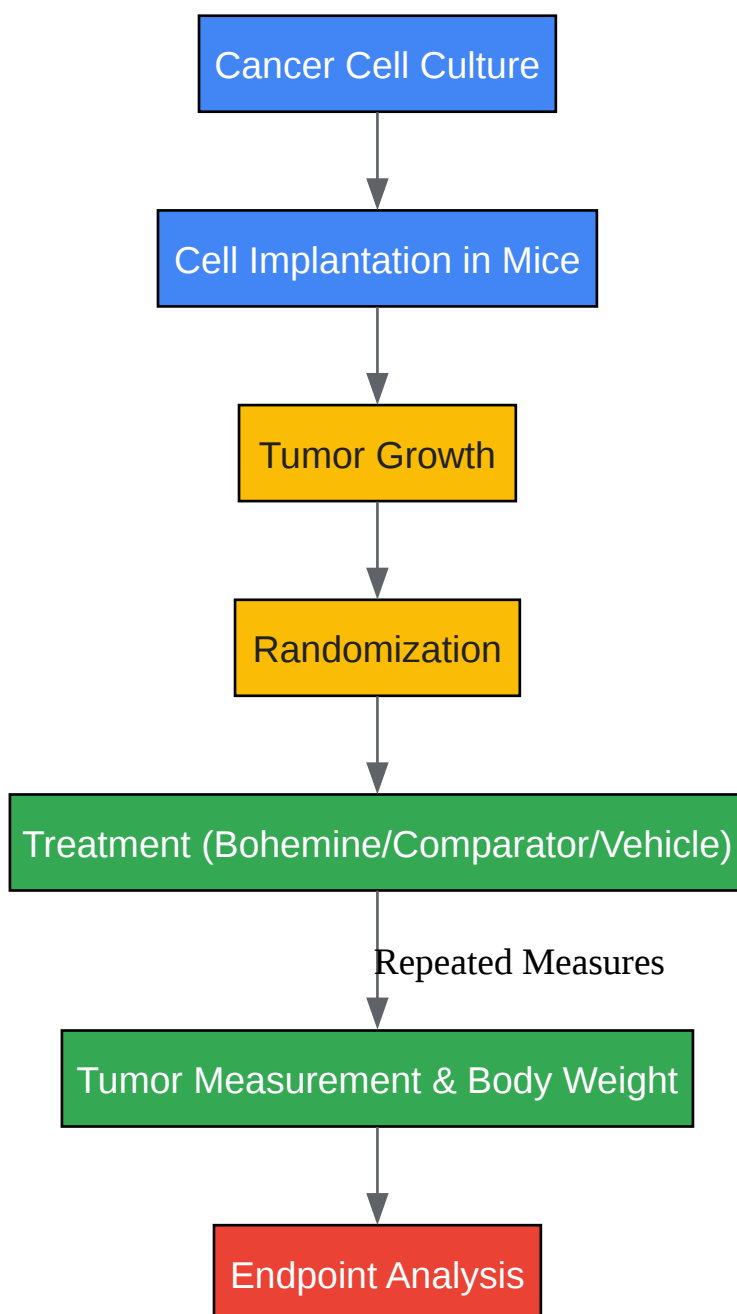 Cancer Cell Culture
Cell Implantation in Mice
Tumor Growth
Randomization
Treatment (Bohemine/Comparator/Vehicle)
Repeated Measures
Tumor Measurement & Body Weight
Endpoint Analysis